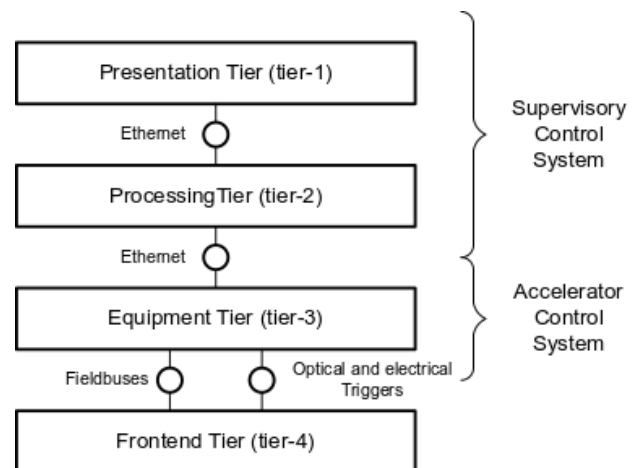 Presentation Tier (tier-1)
Ethernet
Supervisory
Control
System
ProcessingTier (tier-2)
Ethernet
Equipment Tier (tier-3)
Accelerator
Control
System
Fieldbuses
Optical and electrical
Triggers
Frontend Tier (tier-4)